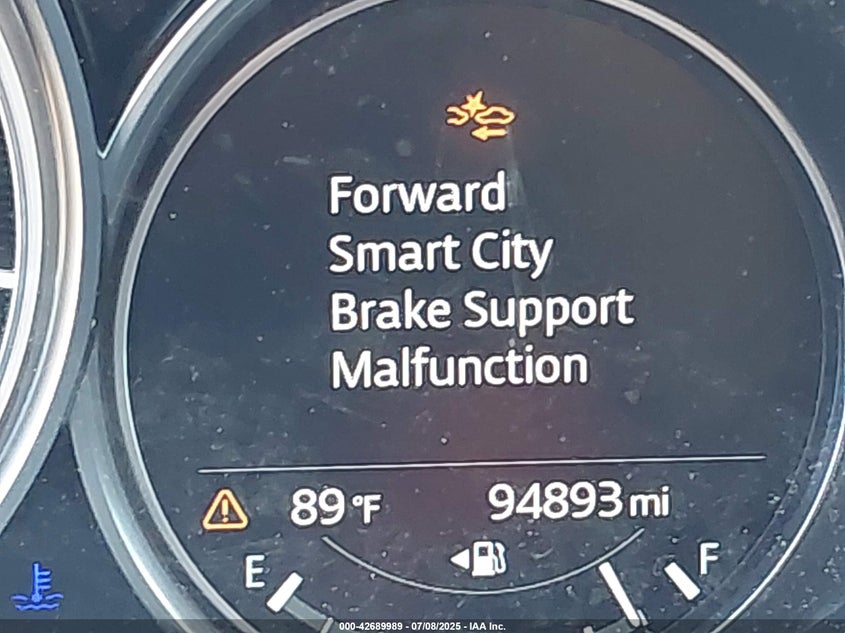 Forward
Smart City
Brake Support
Malfunction
89°F 94893 mi
E F
000-42689989 - 07/08/2025 - IAA Inc.